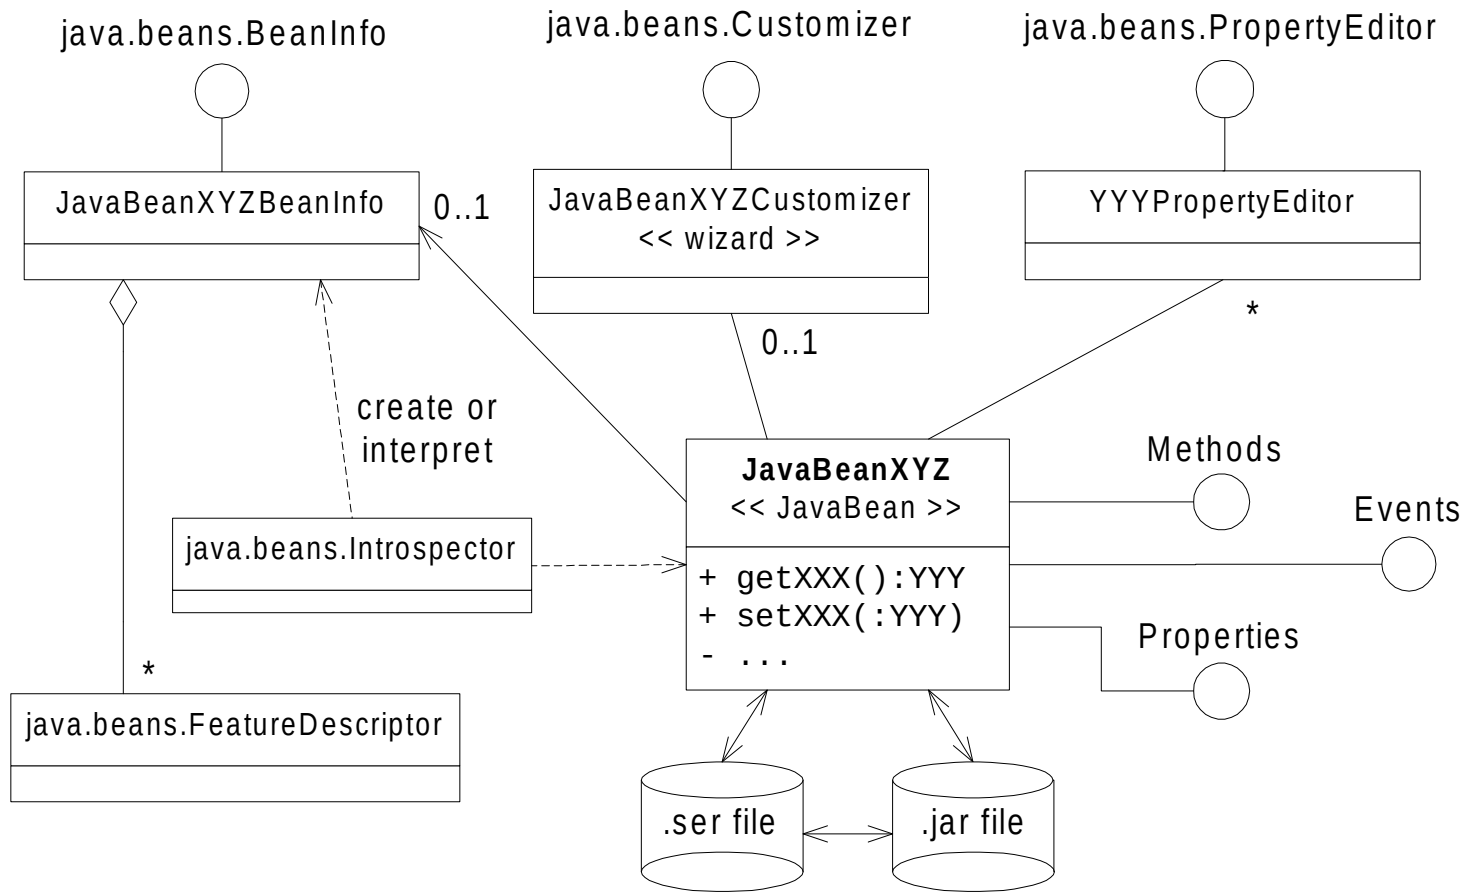 java.beans.BeanInfo
java.beans.Customizer
java.beans.PropertyEditor
JavaBeanXYZBeanInfo
0..1
JavaBeanXYZCustomizer
<< wizard >>
YYYPropertyEditor
*
0..1
create or
interpret
JavaBeanXYZ
<< JavaBean >>
Methods
Events
java.beans.Introspector
+ getXXX():YYY
+ setXXX(:YYY)
- ...
Properties
*
java.beans.FeatureDescriptor
.ser file
.jar file